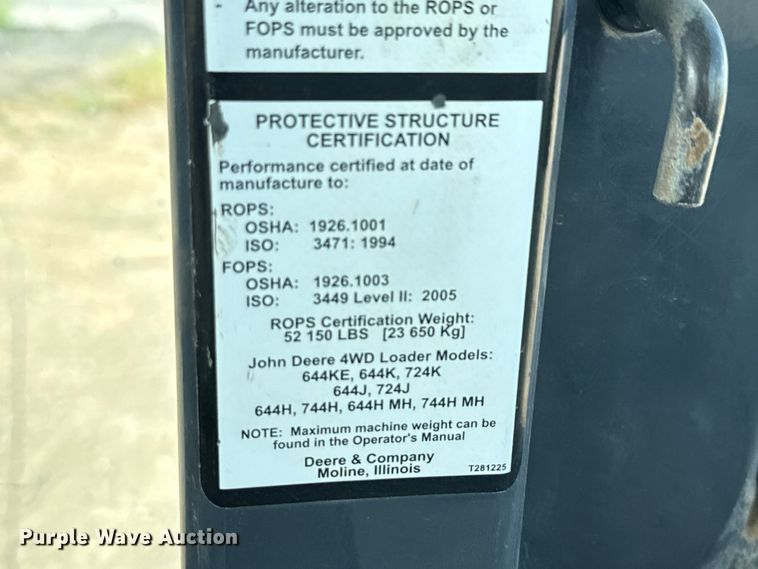 - Any alteration to the ROPS or
FOPS must be approved by the
manufacturer.
PROTECTIVE STRUCTURE
CERTIFICATION
Performance certified at date of
manufacture to:
ROPS:
OSHA: 1926.1001
ISO: 3471: 1994
FOPS:
OSHA: 1926.1003
ISO: 3449 Level II: 2005
ROPS Certification Weight:
52 150 LBS [23 650 Kg]
John Deere 4WD Loader Models:
644KE, 644K, 724K
644J, 724J
644H, 744H, 644H MH, 744H MH
NOTE: Maximum machine weight can be
found in the Operator's Manual
Deere & Company
Moline, Illinois
T281225
Purple Wave Auction